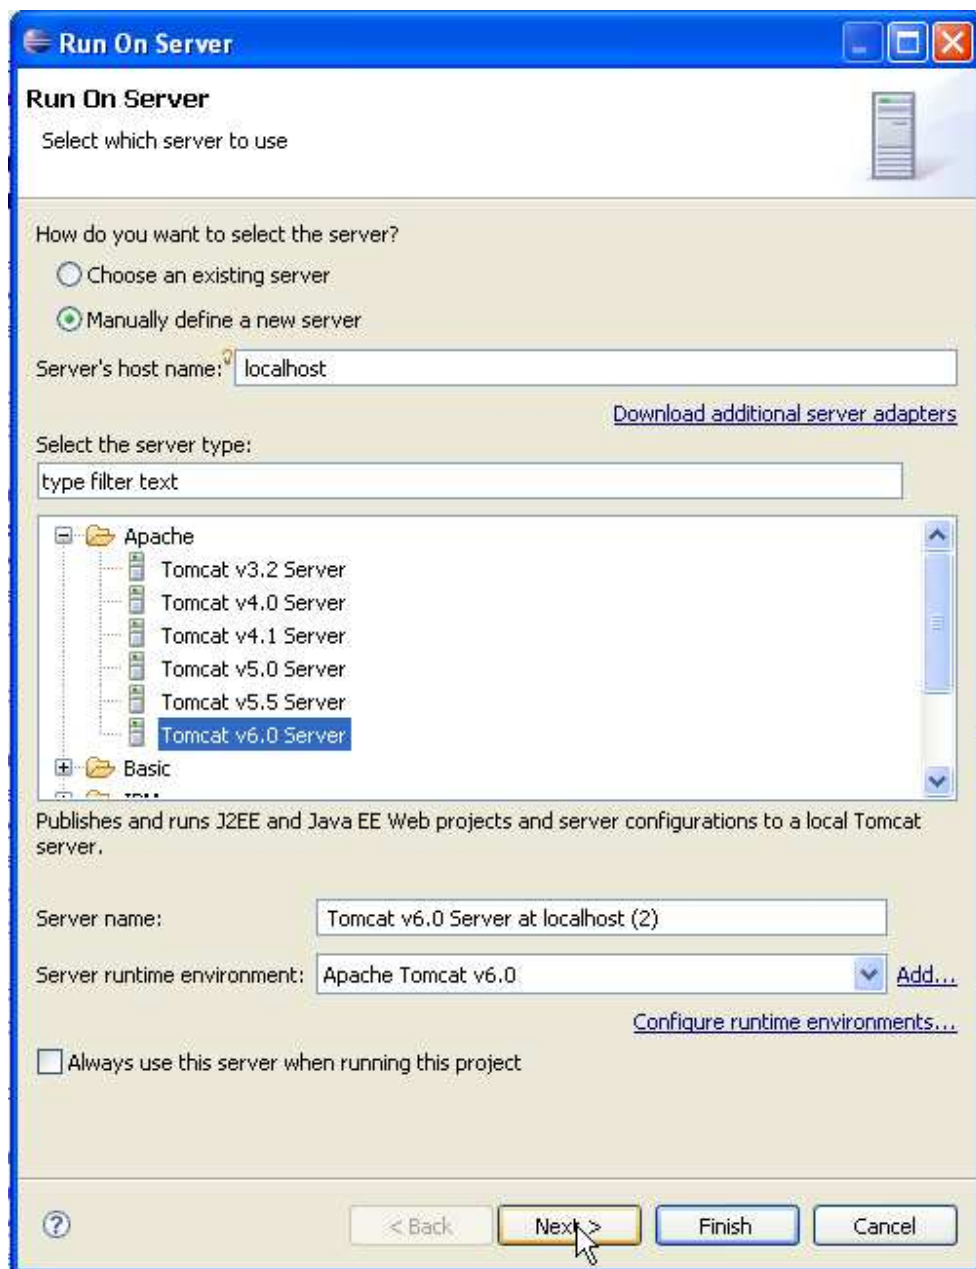 Run On Server
Run On Server
Select which server to use
How do you want to select the server?
Choose an existing server
Manually define a new server
Server's host name: localhost
Download additional server adapters
Select the server type:
type filter text
Apache
Tomcat v3.2 Server
Tomcat v4.0 Server
Tomcat v4.1 Server
Tomcat v5.0 Server
Tomcat v5.5 Server
Tomcat v6.0 Server
Basic
Publishes and runs J2EE and Java EE Web projects and server configurations to a local Tomcat
server.
Server name: Tomcat v6.0 Server at localhost (2)
Server runtime environment: Apache Tomcat v6.0 Add...
Configure runtime environments...
Always use this server when running this project
< Back Next > Finish Cancel